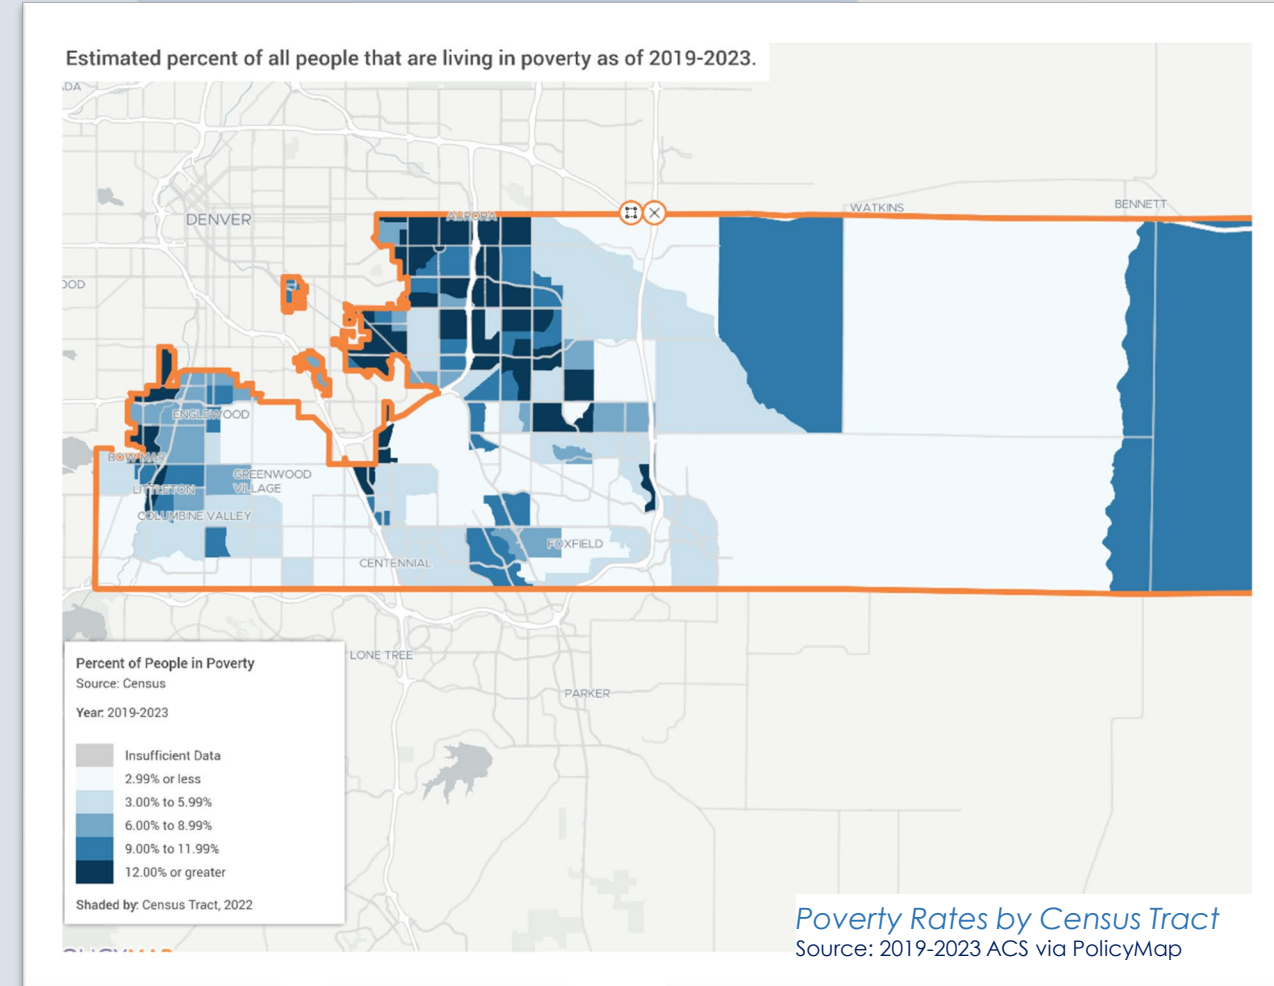 Estimated percent of all people that are living in poverty as of 2019-2023.
DENVER
AURORA
WATKINS
BENNETT
ENGLEWOOD
BOW MAR
GREENWOOD
VILLAGE
LITTLETON
COLUMBINE VALLEY
FOXFIELD
CENTENNIAL
LONE TREE
PARKER
Percent of People in Poverty
Source: Census
Year: 2019-2023
Insufficient Data
2.99% or less
3.00% to 5.99%
6.00% to 8.99%
9.00% to 11.99%
12.00% or greater
Shaded by: Census Tract, 2022
Poverty Rates by Census Tract
Source: 2019-2023 ACS via PolicyMap